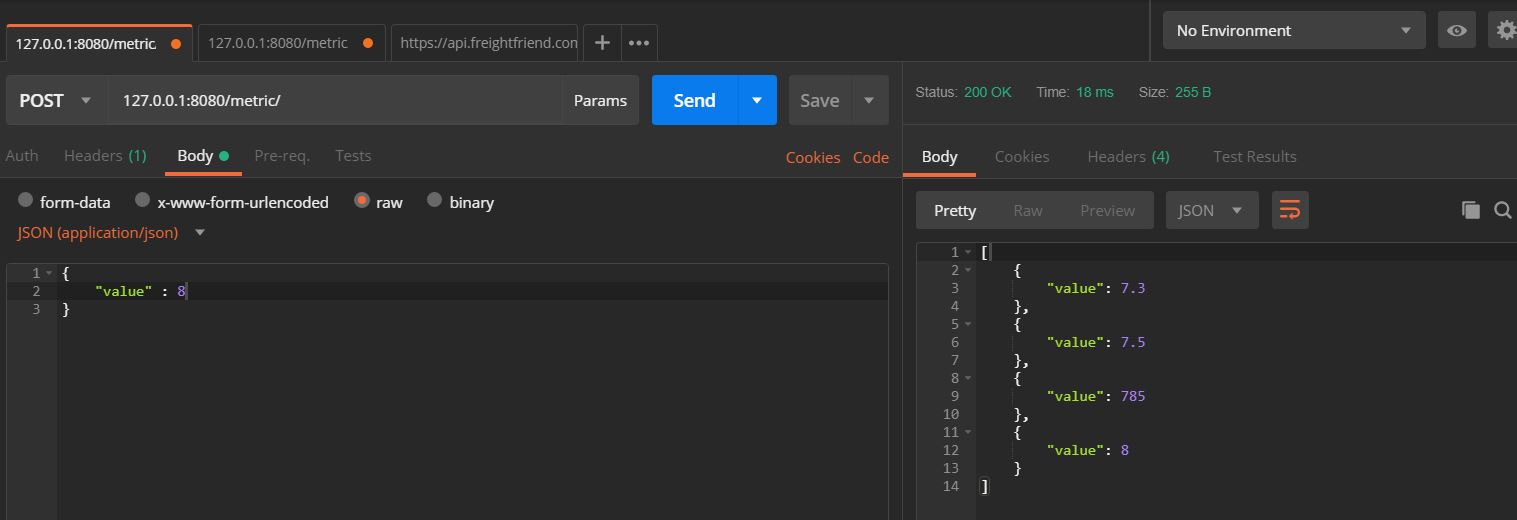 127.0.0.1:8080/metric
127.0.0.1:8080/metric
https://api.freightfriend.com
No Environment
POST
127.0.0.1:8080/metric/
Params
Send
Save
Status: 200 OK Time: 18 ms Size: 255 B
Auth Headers (1) Body Pre-req. Tests
Cookies Code
Body Cookies Headers (4) Test Results
form-data x-www-form-urlencoded raw binary
JSON (application/json)
Pretty Raw Preview JSON
1 {
2 "value" : 8
3 }
1 [
2 {
3 "value": 7.3
4 },
5 {
6 "value": 7.5
7 },
8 {
9 "value": 785
10 },
11 {
12 "value": 8
13 }
14 ]